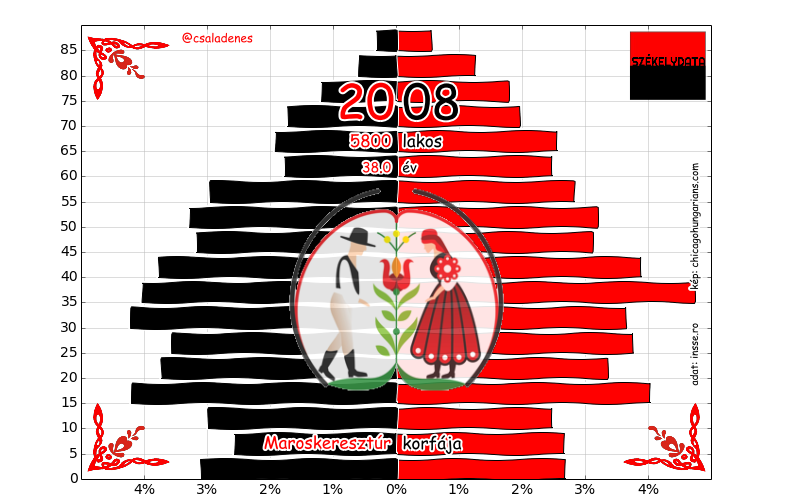 @csaladenes
SZÉKELYDATA
2008
5800 lakos
38.0 év
kép: chicagohungarians.com
adat: insse.ro
Maroskeresztúr korfája
85
80
75
70
65
60
55
50
45
40
35
30
25
20
15
10
5
0
4% 3% 2% 1% 0% 1% 2% 3% 4%